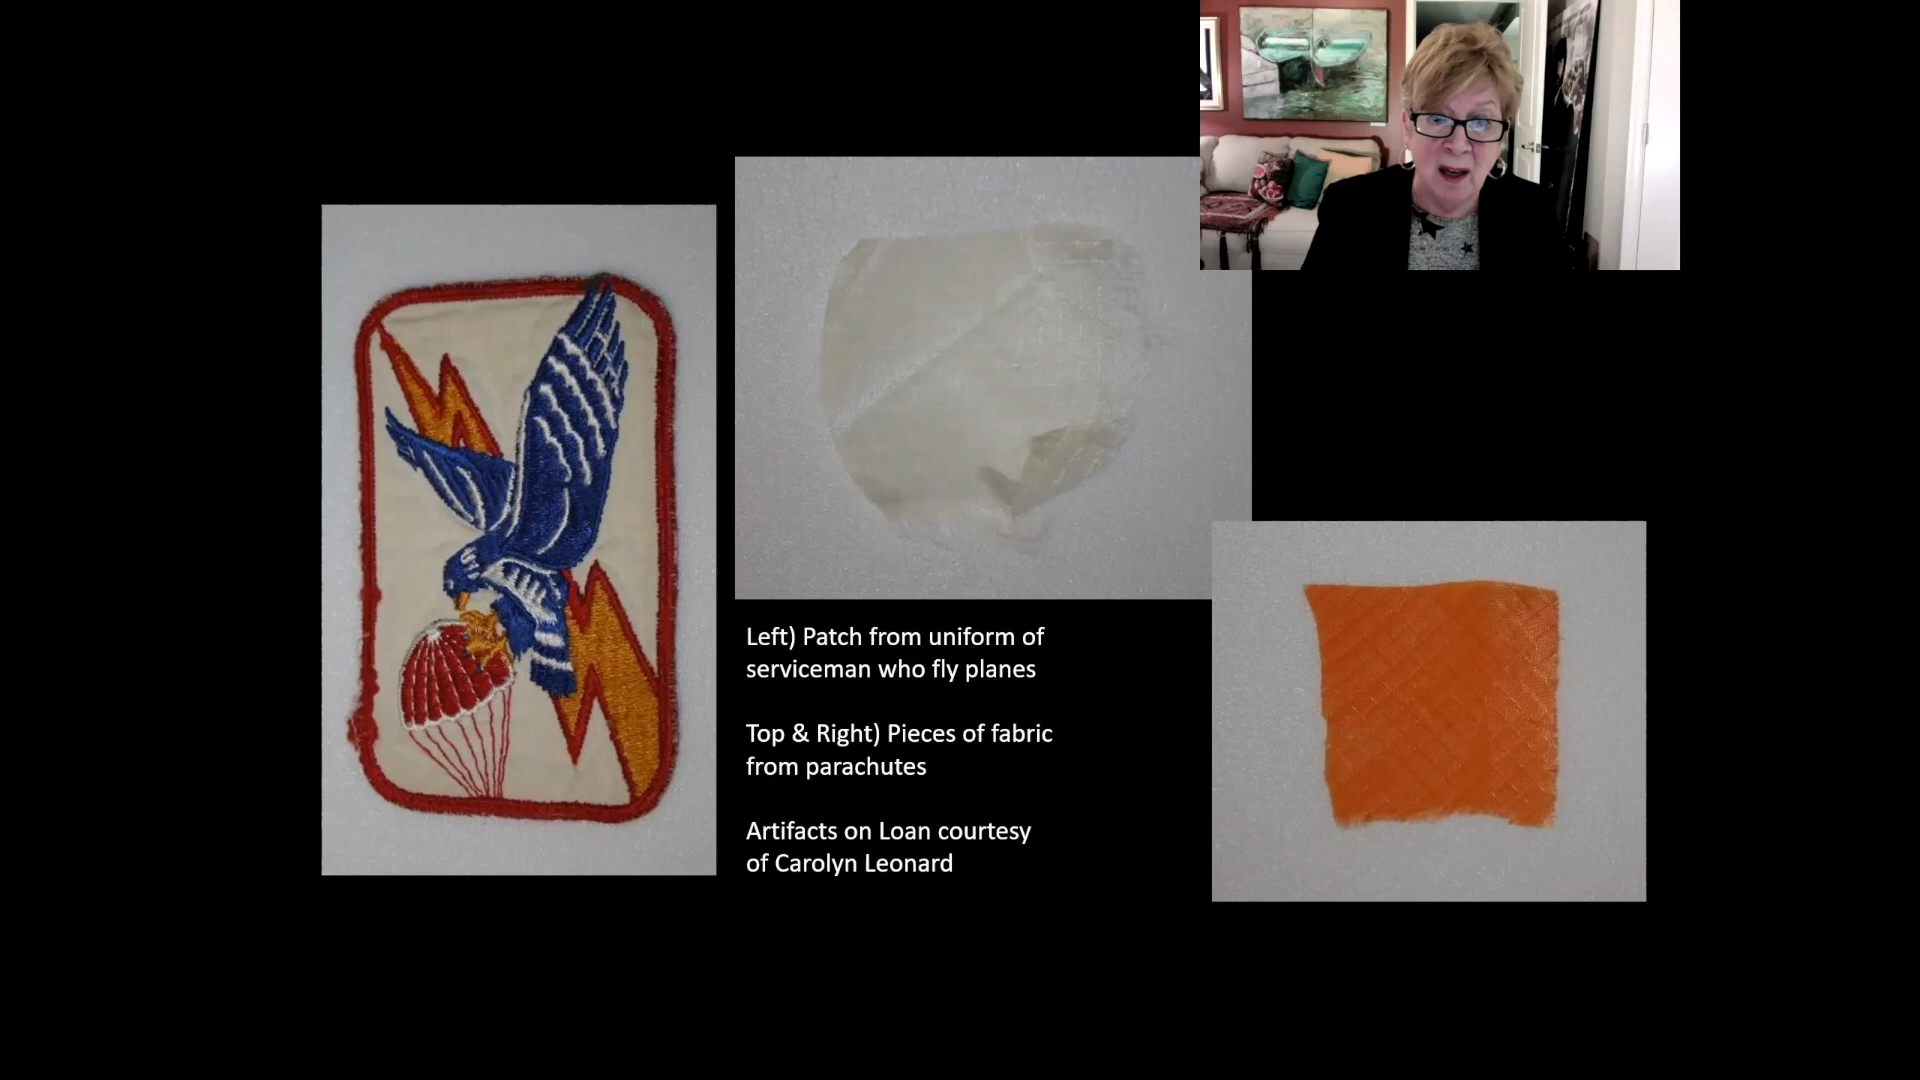 Left) Patch from uniform of
serviceman who fly planes
Top & Right) Pieces of fabric
from parachutes
Artifacts on Loan courtesy
of Carolyn Leonard